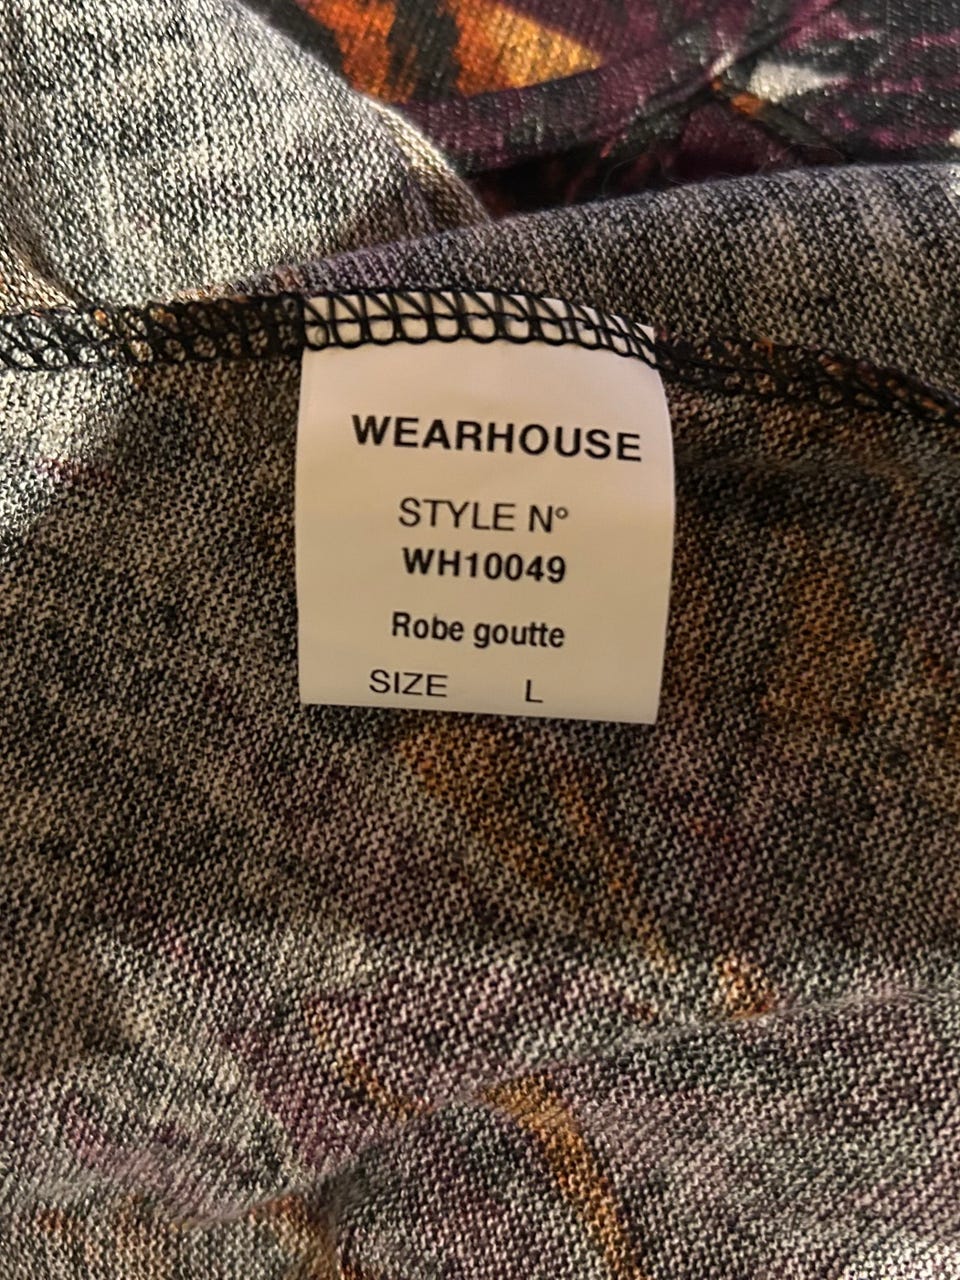 WEARHOUSE
STYLE N°
WH10049
Robe goutte
SIZE L